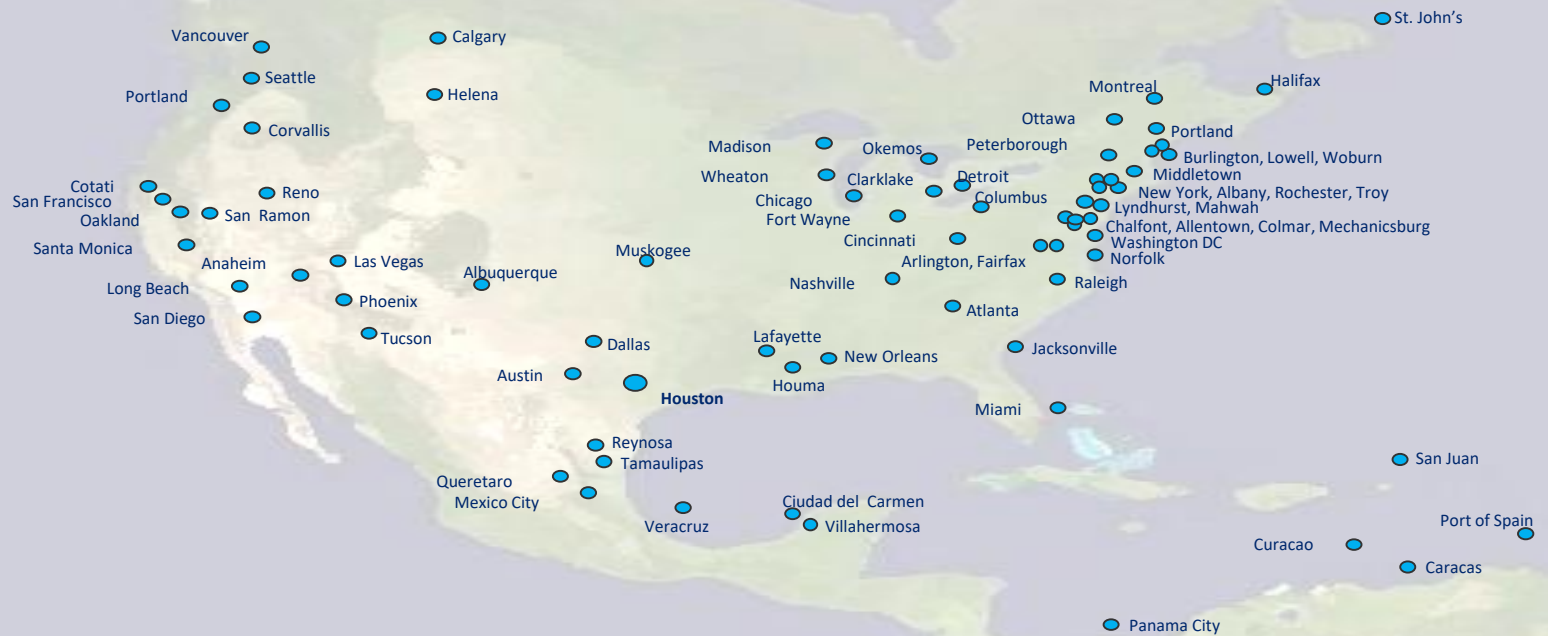 St. John's
Vancouver
Calgary
Seattle
Halifax
Montreal
Portland
Helena
Ottawa
Corvallis
Portland
Madison
Okemos
Peterborough
Burlington, Lowell, Woburn
Wheaton
Clarklake
Detroit
Middletown
Cotati
Reno
Chicago
Columbus
New York, Albany, Rochester, Troy
San Francisco
Oakland
San  Ramon
Fort Wayne
Lyndhurst, Mahwah
Chalfont, Allentown, Colmar, Mechanicsburg
Santa Monica
Muskogee
Cincinnati
Washington DC
Anaheim
Las Vegas
Albuquerque
Arlington, Fairfax
Norfolk
Long Beach
Phoenix
Nashville
Raleigh
San Diego
Tucson
Atlanta
Dallas
Lafayette
New Orleans
Jacksonville
Austin
Houma
Houston
Miami
Reynosa
Tamaulipas
San Juan
Queretaro
Mexico City
Ciudad del  Carmen
Veracruz
Villahermosa
Port of Spain
Curacao
Caracas
Panama City